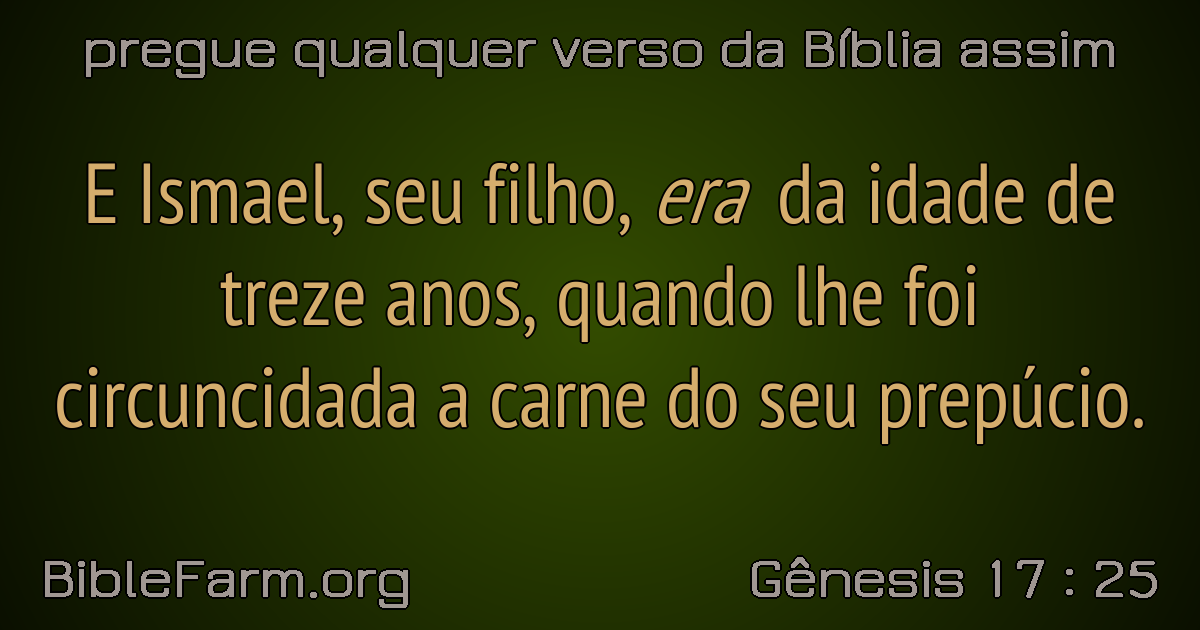 pregue qualquer verso da Bíblia assim
E Ismael, seu filho, era da idade de
treze anos, quando lhe foi
circuncidada a carne do seu prepúcio.
BibleFarm.org
Gênesis 17 : 25